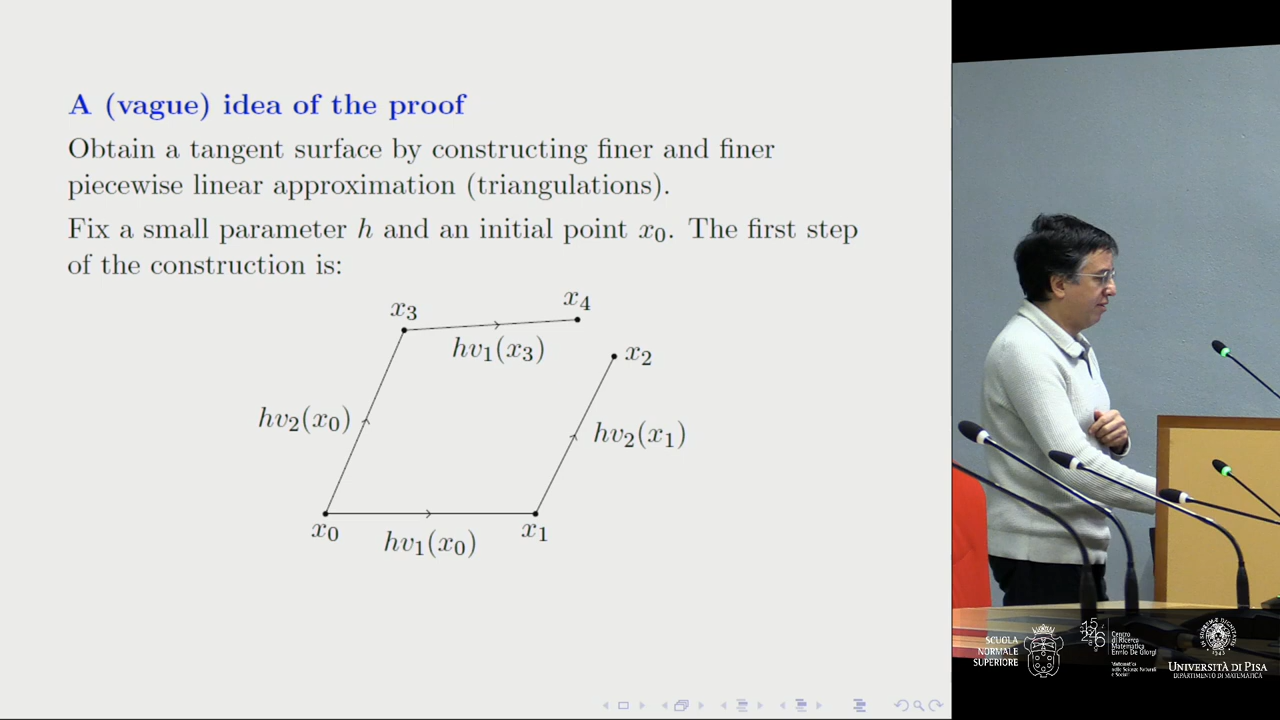 A (vague) idea of the proof
Obtain a tangent surface by constructing finer and finer
piecewise linear approximation (triangulations).
Fix a small parameter h and an initial point x₀. The first step
of the construction is:
x₃
x₄
hv₁(x₃)
x₂
hv₂(x₀)
hv₂(x₁)
x₀
hv₁(x₀)
x₁
SCUOLA
NORMALE
SUPERIORE
Centro
di Ricerca
Matematica
Ennio De Giorgi
UNIVERSITÀ DI PISA
DIPARTIMENTO DI MATEMATICA